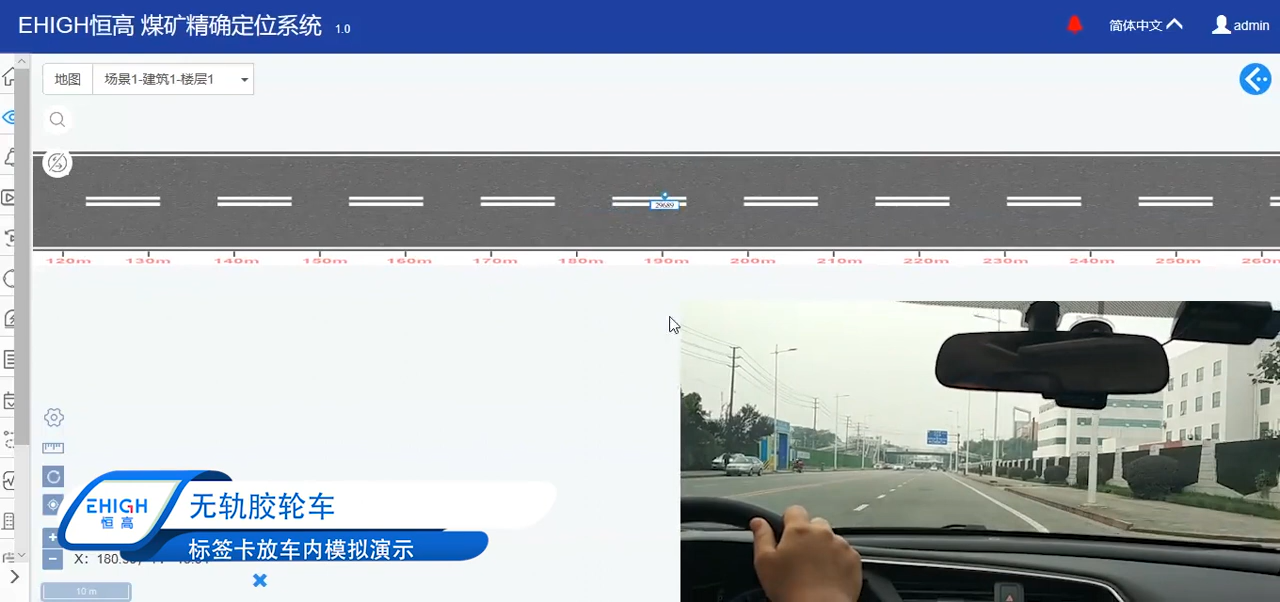 EHIGH恒高 煤矿精确定位系统 1.0
简体中文
admin
地图
场景1-建筑1-楼层1
29689
120m 130m 140m 150m 160m 170m 180m 190m 200m 210m 220m 230m 240m 250m 260m
EHIGH
恒高
无轨胶轮车
标签卡放车内模拟演示
X: 180.
10 m